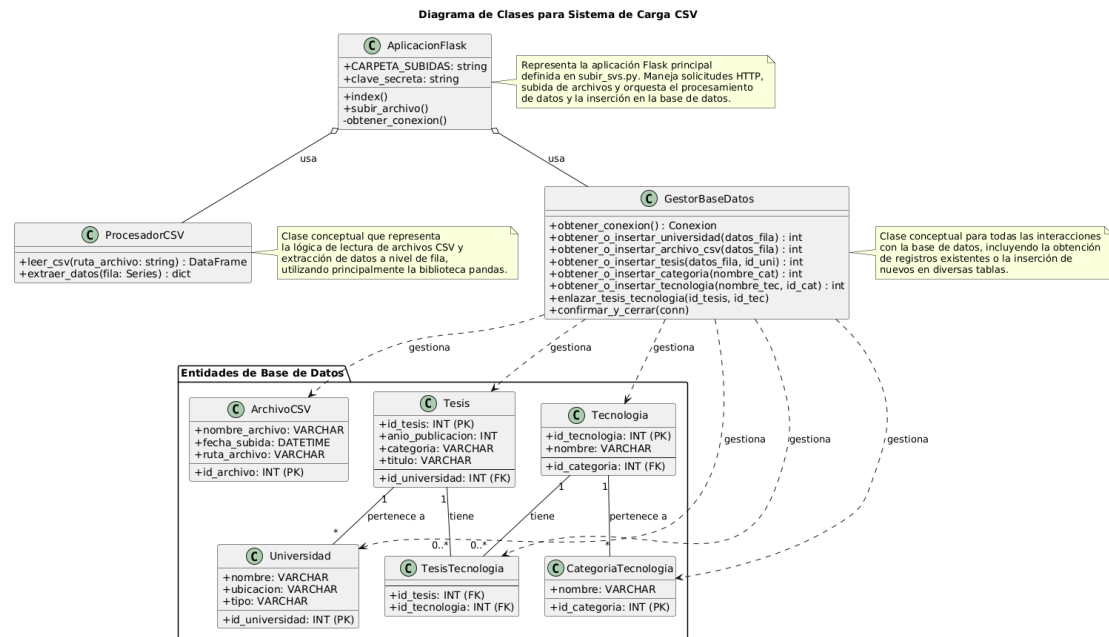 Diagrama de Clases para Sistema de Carga CSV
C AplicacionFlask
+CARPETA_SUBIDAS: string
+clave_secreta: string
+index()
+subir_archivo()
-obtener_conexion()
Representa la aplicación Flask principal
definida en subir_svs.py. Maneja solicitudes HTTP,
subida de archivos y orquesta el procesamiento
de datos y la inserción en la base de datos.
usa
usa
C ProcesadorCSV
+leer_csv(ruta_archivo: string) : DataFrame
+extraer_datos(fila: Series) : dict
Clase conceptual que representa
la lógica de lectura de archivos CSV y
extracción de datos a nivel de fila,
utilizando principalmente la biblioteca pandas.
C GestorBaseDatos
+obtener_conexion() : Conexion
+obtener_o_insertar_universidad(datos_fila) : int
+obtener_o_insertar_archivo_csv(datos_fila) : int
+obtener_o_insertar_tesis(datos_fila, id_uni) : int
+obtener_o_insertar_categoria(nombre_cat) : int
+obtener_o_insertar_tecnologia(nombre_tec, id_cat) : int
+enlazar_tesis_tecnologia(id_tesis, id_tec)
+confirmar_y_cerrar(conn)
Clase conceptual para todas las interacciones
con la base de datos, incluyendo la obtención
de registros existentes o la inserción de
nuevos en diversas tablas.
gestiona
gestiona
gestiona
Entidades de Base de Datos
C ArchivoCSV
+nombre_archivo: VARCHAR
+fecha_subida: DATETIME
+ruta_archivo: VARCHAR
+id_archivo: INT (PK)
C Tesis
+id_tesis: INT (PK)
+anio_publicacion: INT
+categoria: VARCHAR
+titulo: VARCHAR
+id_universidad: INT (FK)
C Tecnologia
+id_tecnologia: INT (PK)
+nombre: VARCHAR
+id_categoria: INT (FK)
gestiona
gestiona
gestiona
1
1
1
1
pertenece a
tiene
tiene
pertenece a
*
0..*
0..*
*
C Universidad
+nombre: VARCHAR
+ubicacion: VARCHAR
+tipo: VARCHAR
+id_universidad: INT (PK)
C TesisTecnologia
+id_tesis: INT (FK)
+id_tecnologia: INT (FK)
C CategoriaTecnologia
+nombre: VARCHAR
+id_categoria: INT (PK)